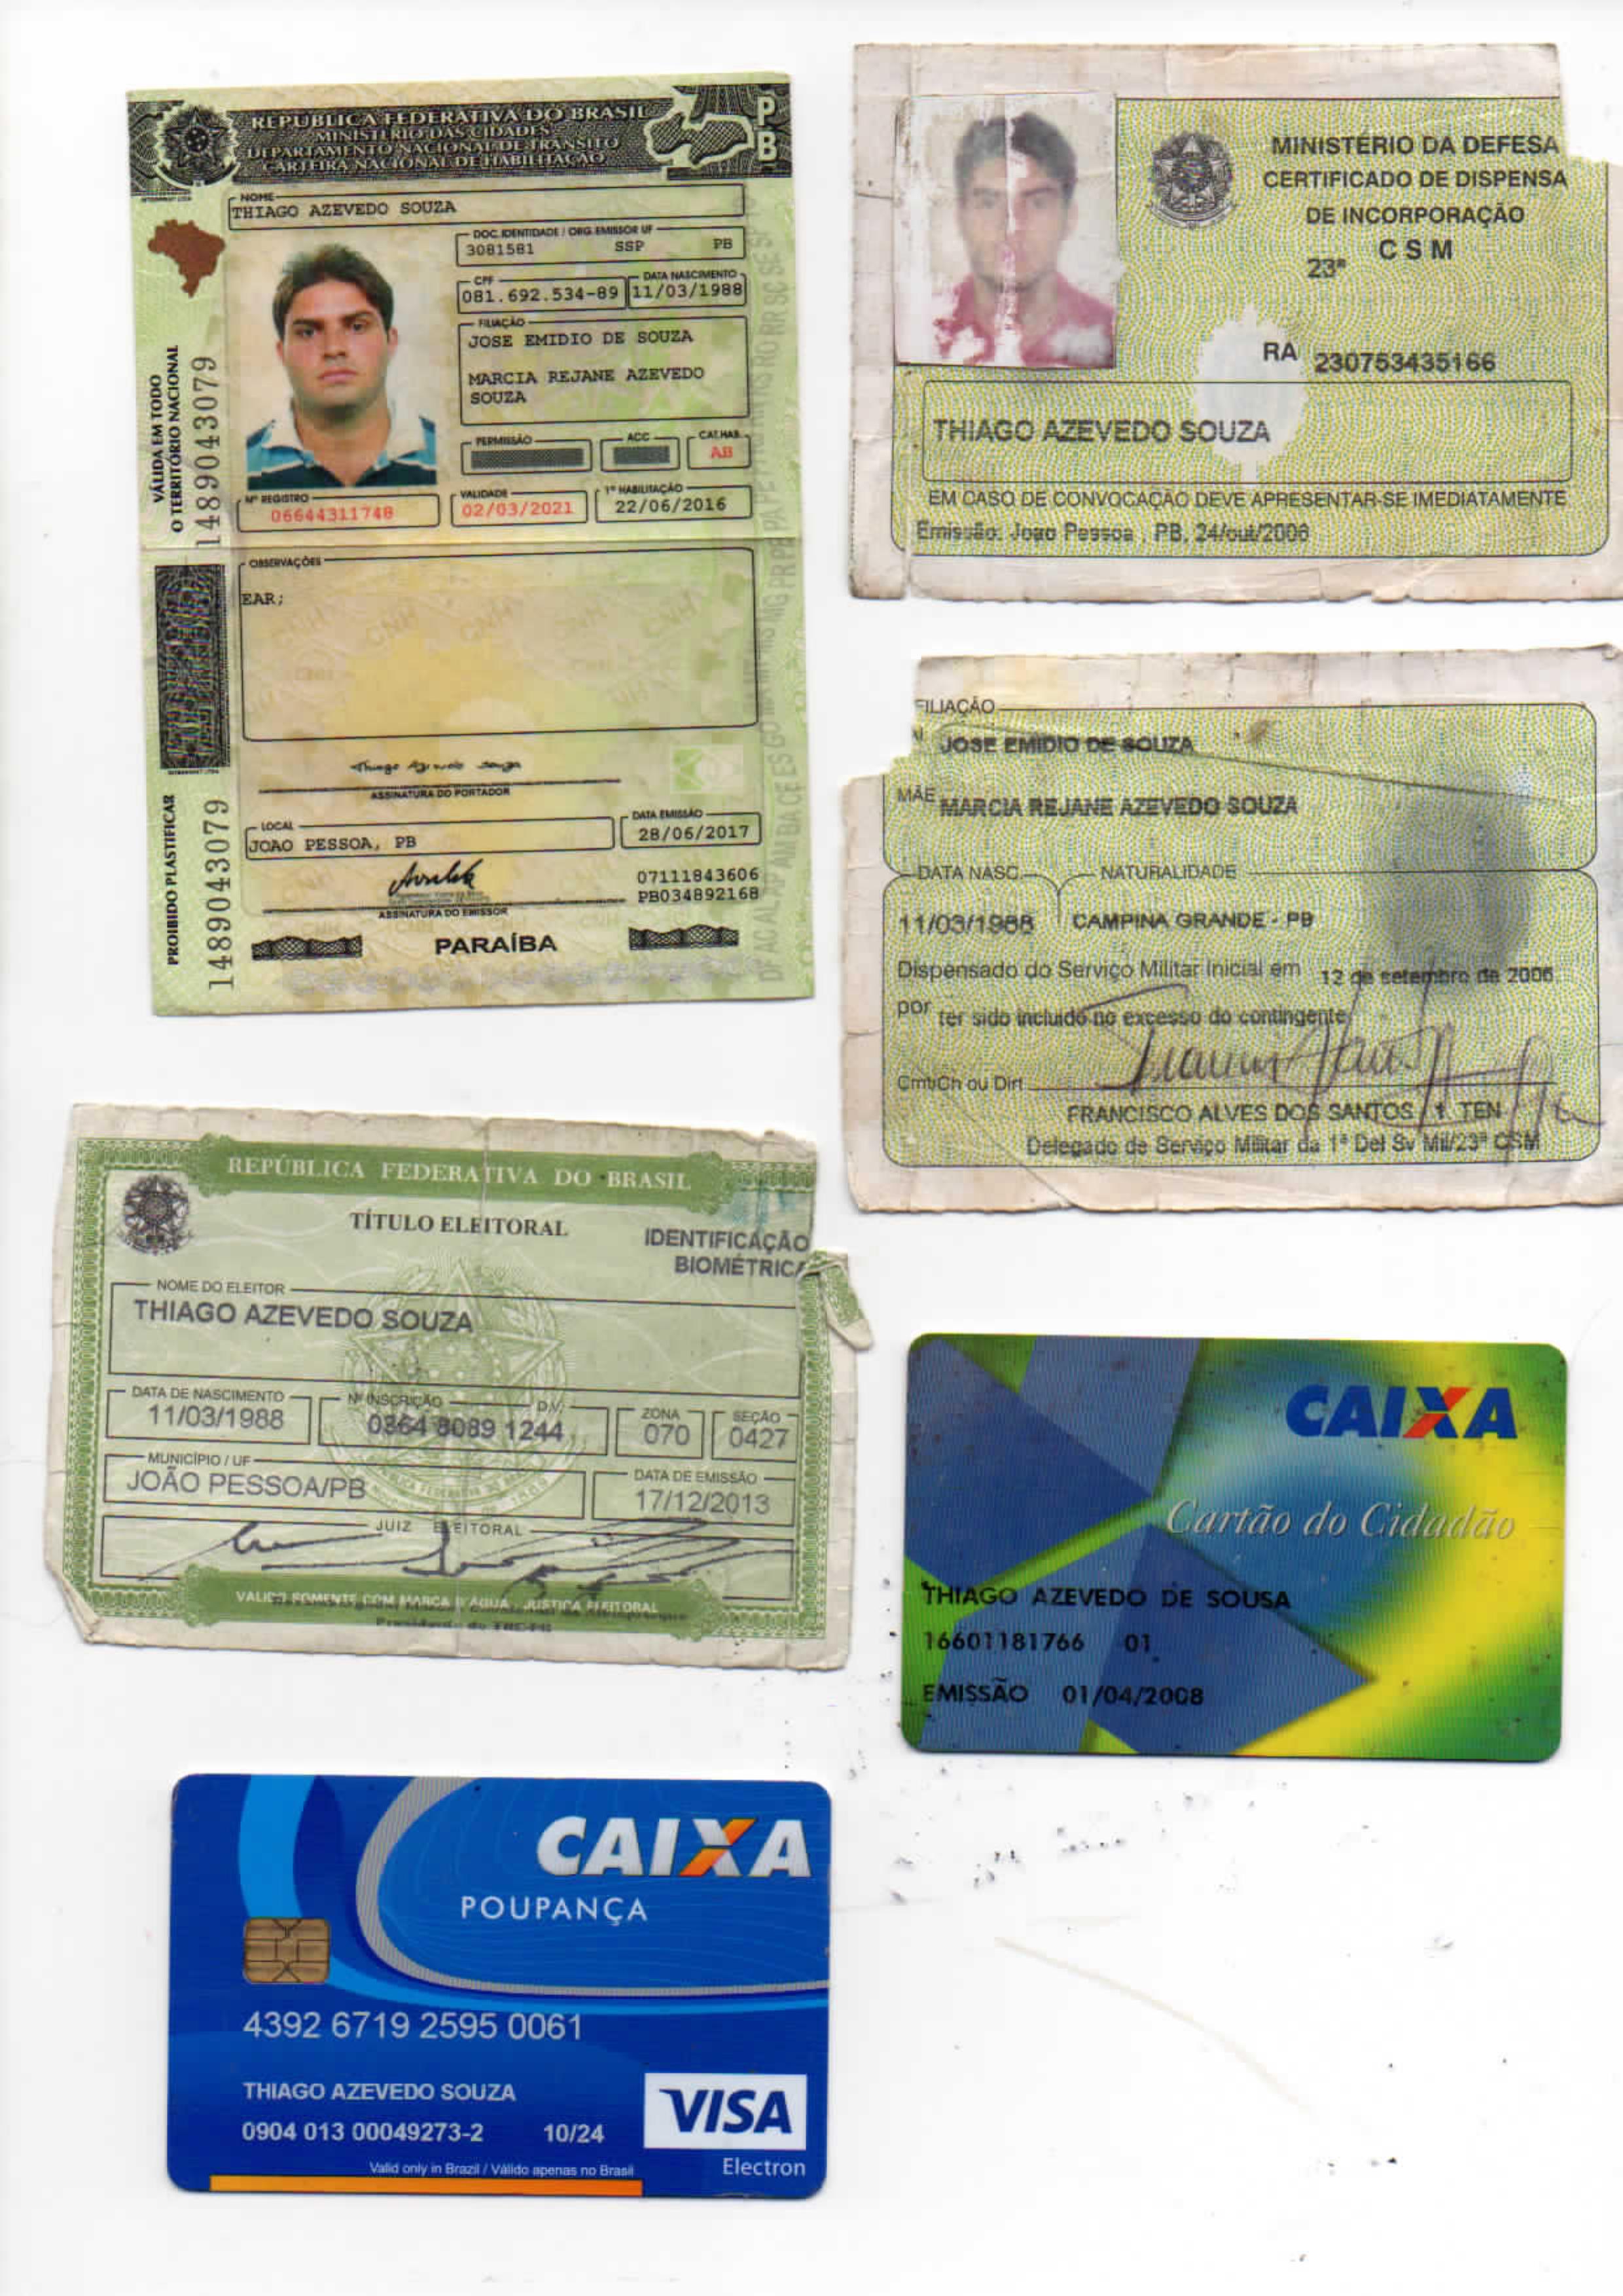 REPÚBLICA FEDERATIVA DO BRASIL
MINISTÉRIO DAS CIDADES
DEPARTAMENTO NACIONAL DE TRÂNSITO
CARTEIRA NACIONAL DE HABILITAÇÃO
PB
NOME
THIAGO AZEVEDO SOUZA
DOC. IDENTIDADE / ORG. EMISSOR UF
3081581 SSP PB
CPF
081.692.534-89
DATA NASCIMENTO
11/03/1988
FILIAÇÃO
JOSE EMIDIO DE SOUZA
MARCIA REJANE AZEVEDO
SOUZA
PERMISSÃO
ACC
CAT. HAB.
AB
Nº REGISTRO
06644311748
VALIDADE
02/03/2021
1ª HABILITAÇÃO
22/06/2016
VÁLIDA EM TODO
O TERRITÓRIO NACIONAL
1489043079
OBSERVAÇÕES
EAR;
Thiago Azevedo Souza
ASSINATURA DO PORTADOR
LOCAL
JOAO PESSOA, PB
DATA EMISSÃO
28/06/2017
07111843606
PB034892168
ASSINATURA DO EMISSOR
PARAÍBA
PROIBIDO PLASTIFICAR
1489043079
MINISTÉRIO DA DEFESA
CERTIFICADO DE DISPENSA
DE INCORPORAÇÃO
23ª CSM
RA 230753435166
THIAGO AZEVEDO SOUZA
EM CASO DE CONVOCAÇÃO DEVE APRESENTAR-SE IMEDIATAMENTE
Emissão: Joao Pessoa , PB, 24/out/2006
FILIAÇÃO
JOSE EMIDIO DE SOUZA
MÃE MARCIA REJANE AZEVEDO SOUZA
DATA NASC.
NATURALIDADE
11/03/1988
CAMPINA GRANDE - PB
Dispensado do Serviço Militar Inicial em 12 de setembro de 2006
por ter sido incluido no excesso do contingente
Cmt/Ch ou Dirt
FRANCISCO ALVES DOS SANTOS / 1. TEN
Delegado de Serviço Militar da 1ª Del Sv Mil/23ª CSM
REPÚBLICA FEDERATIVA DO BRASIL
TÍTULO ELEITORAL
IDENTIFICAÇÃO
BIOMÉTRICA
NOME DO ELEITOR
THIAGO AZEVEDO SOUZA
DATA DE NASCIMENTO
11/03/1988
Nº INSCRIÇÃO D.V.
0364 8089 1244
ZONA
070
SEÇÃO
0427
MUNICÍPIO / UF
JOÃO PESSOA/PB
DATA DE EMISSÃO
17/12/2013
JUIZ ELEITORAL
VALIDO SOMENTE COM MARCA D'ÁGUA JUSTIÇA ELEITORAL
Presidente do TRE-PB
CAIXA
Cartão do Cidadão
THIAGO AZEVEDO DE SOUSA
16601181766 01
EMISSÃO 01/04/2008
CAIXA
POUPANÇA
4392 6719 2595 0061
THIAGO AZEVEDO SOUZA
0904 013 00049273-2 10/24
Valid only in Brazil / Válido apenas no Brasil
VISA
Electron